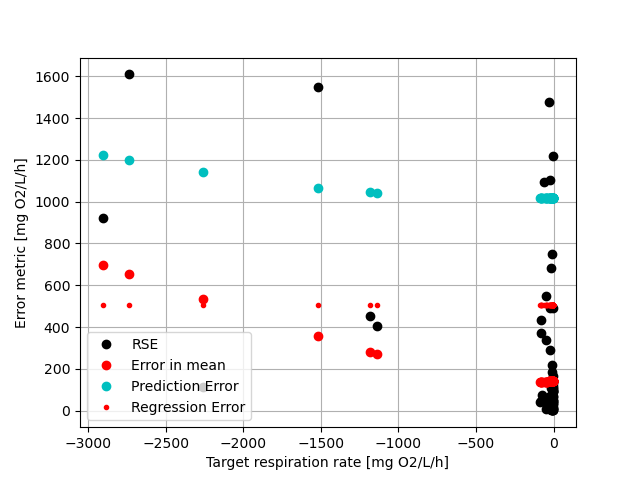 1600
1400
1200
1000
800
600
400
200
0
Error metric [mg O2/L/h]
RSE
Error in mean
Prediction Error
Regression Error
−3000 −2500 −2000 −1500 −1000 −500 0
Target respiration rate [mg O2/L/h]